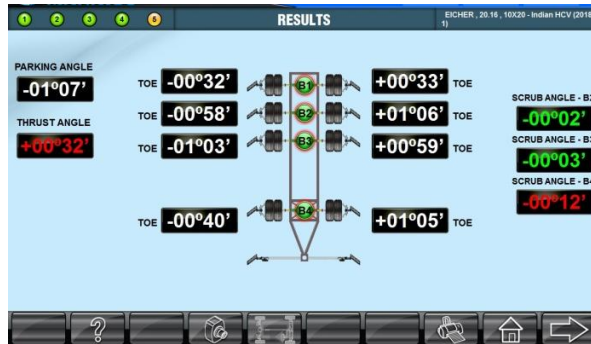 1 2 3 4 5
RESULTS
EICHER , 20.16 , 10X20 - Indian HCV (2018
1)
PARKING ANGLE
-01º07'
THRUST ANGLE
+00º32'
TOE -00º32' B1 +00º33' TOE
TOE -00º58' B2 +01º06' TOE
TOE -01º03' B3 +00º59' TOE
TOE -00º40' B4 +01º05' TOE
SCRUB ANGLE - B2
-00º02'
SCRUB ANGLE - B3
-00º03'
SCRUB ANGLE - B4
-00º12'
?